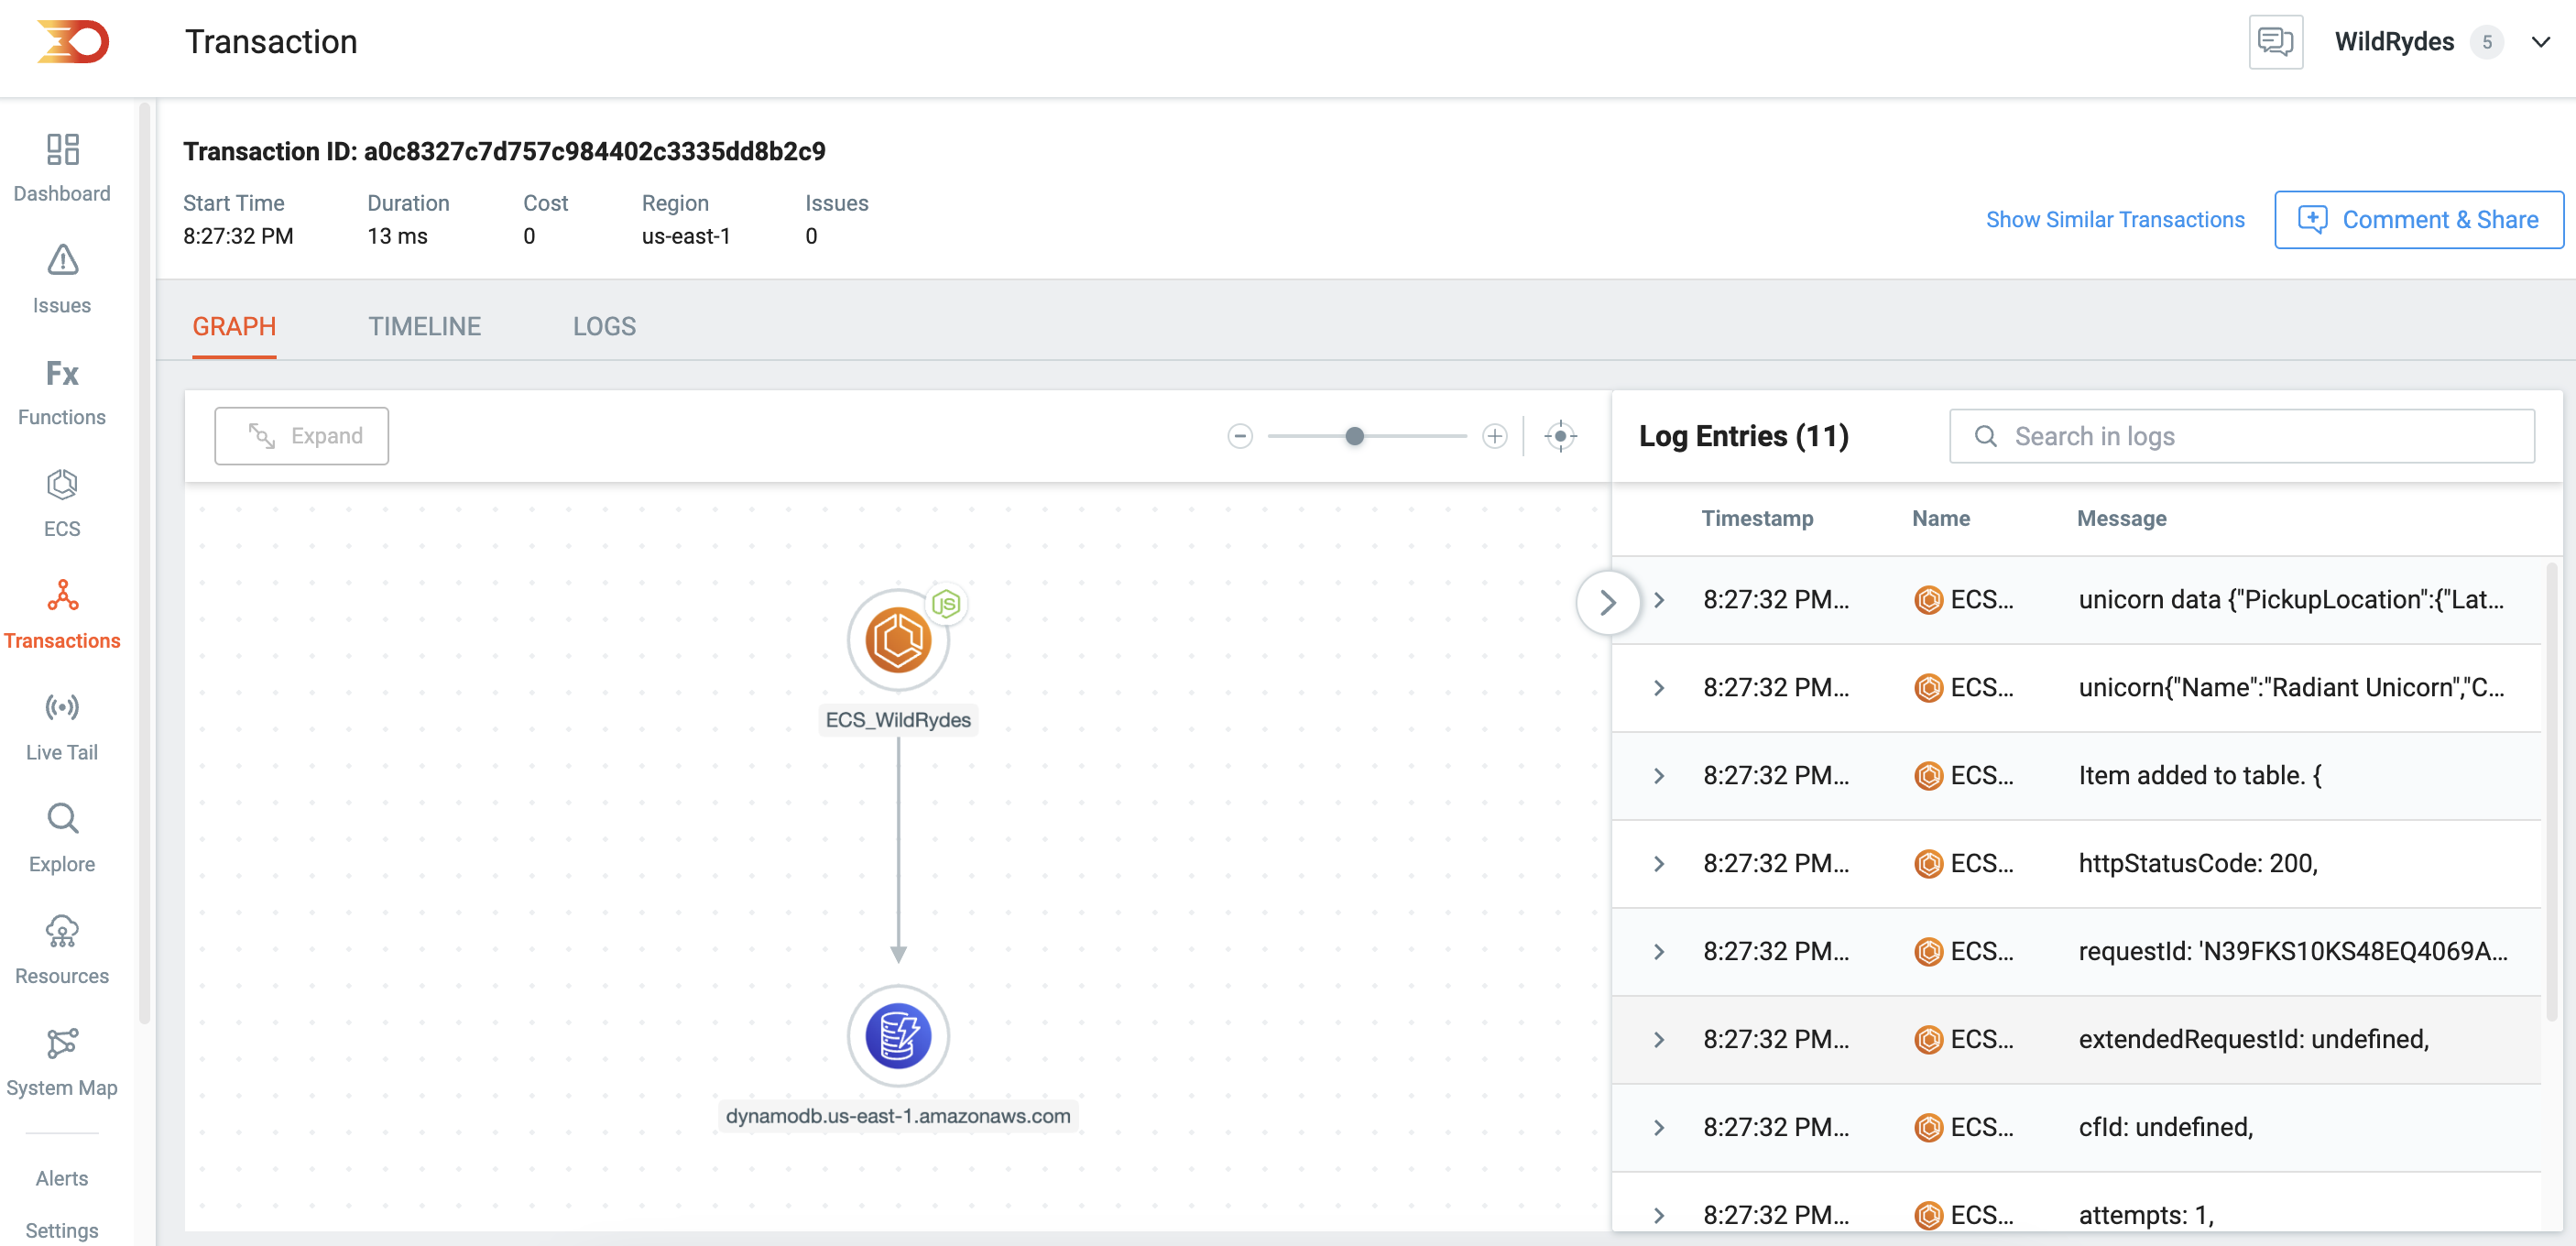 Transaction
WildRydes 5
Transaction ID: a0c8327c7d757c984402c3335dd8b2c9
Start Time Duration Cost Region Issues
8:27:32 PM 13 ms 0 us-east-1 0
Show Similar Transactions
Comment & Share
Dashboard
Issues
Fx
Functions
ECS
Transactions
Live Tail
Explore
Resources
System Map
Alerts
Settings
GRAPH TIMELINE LOGS
Expand
JS
ECS_WildRydes
dynamodb.us-east-1.amazonaws.com
Log Entries (11)
Search in logs
Timestamp Name Message
8:27:32 PM... ECS... unicorn data {"PickupLocation":{"Lat...
8:27:32 PM... ECS... unicorn{"Name":"Radiant Unicorn","C...
8:27:32 PM... ECS... Item added to table. {
8:27:32 PM... ECS... httpStatusCode: 200,
8:27:32 PM... ECS... requestId: 'N39FKS10KS48EQ4069A...
8:27:32 PM... ECS... extendedRequestId: undefined,
8:27:32 PM... ECS... cfId: undefined,
8:27:32 PM... ECS... attempts: 1,